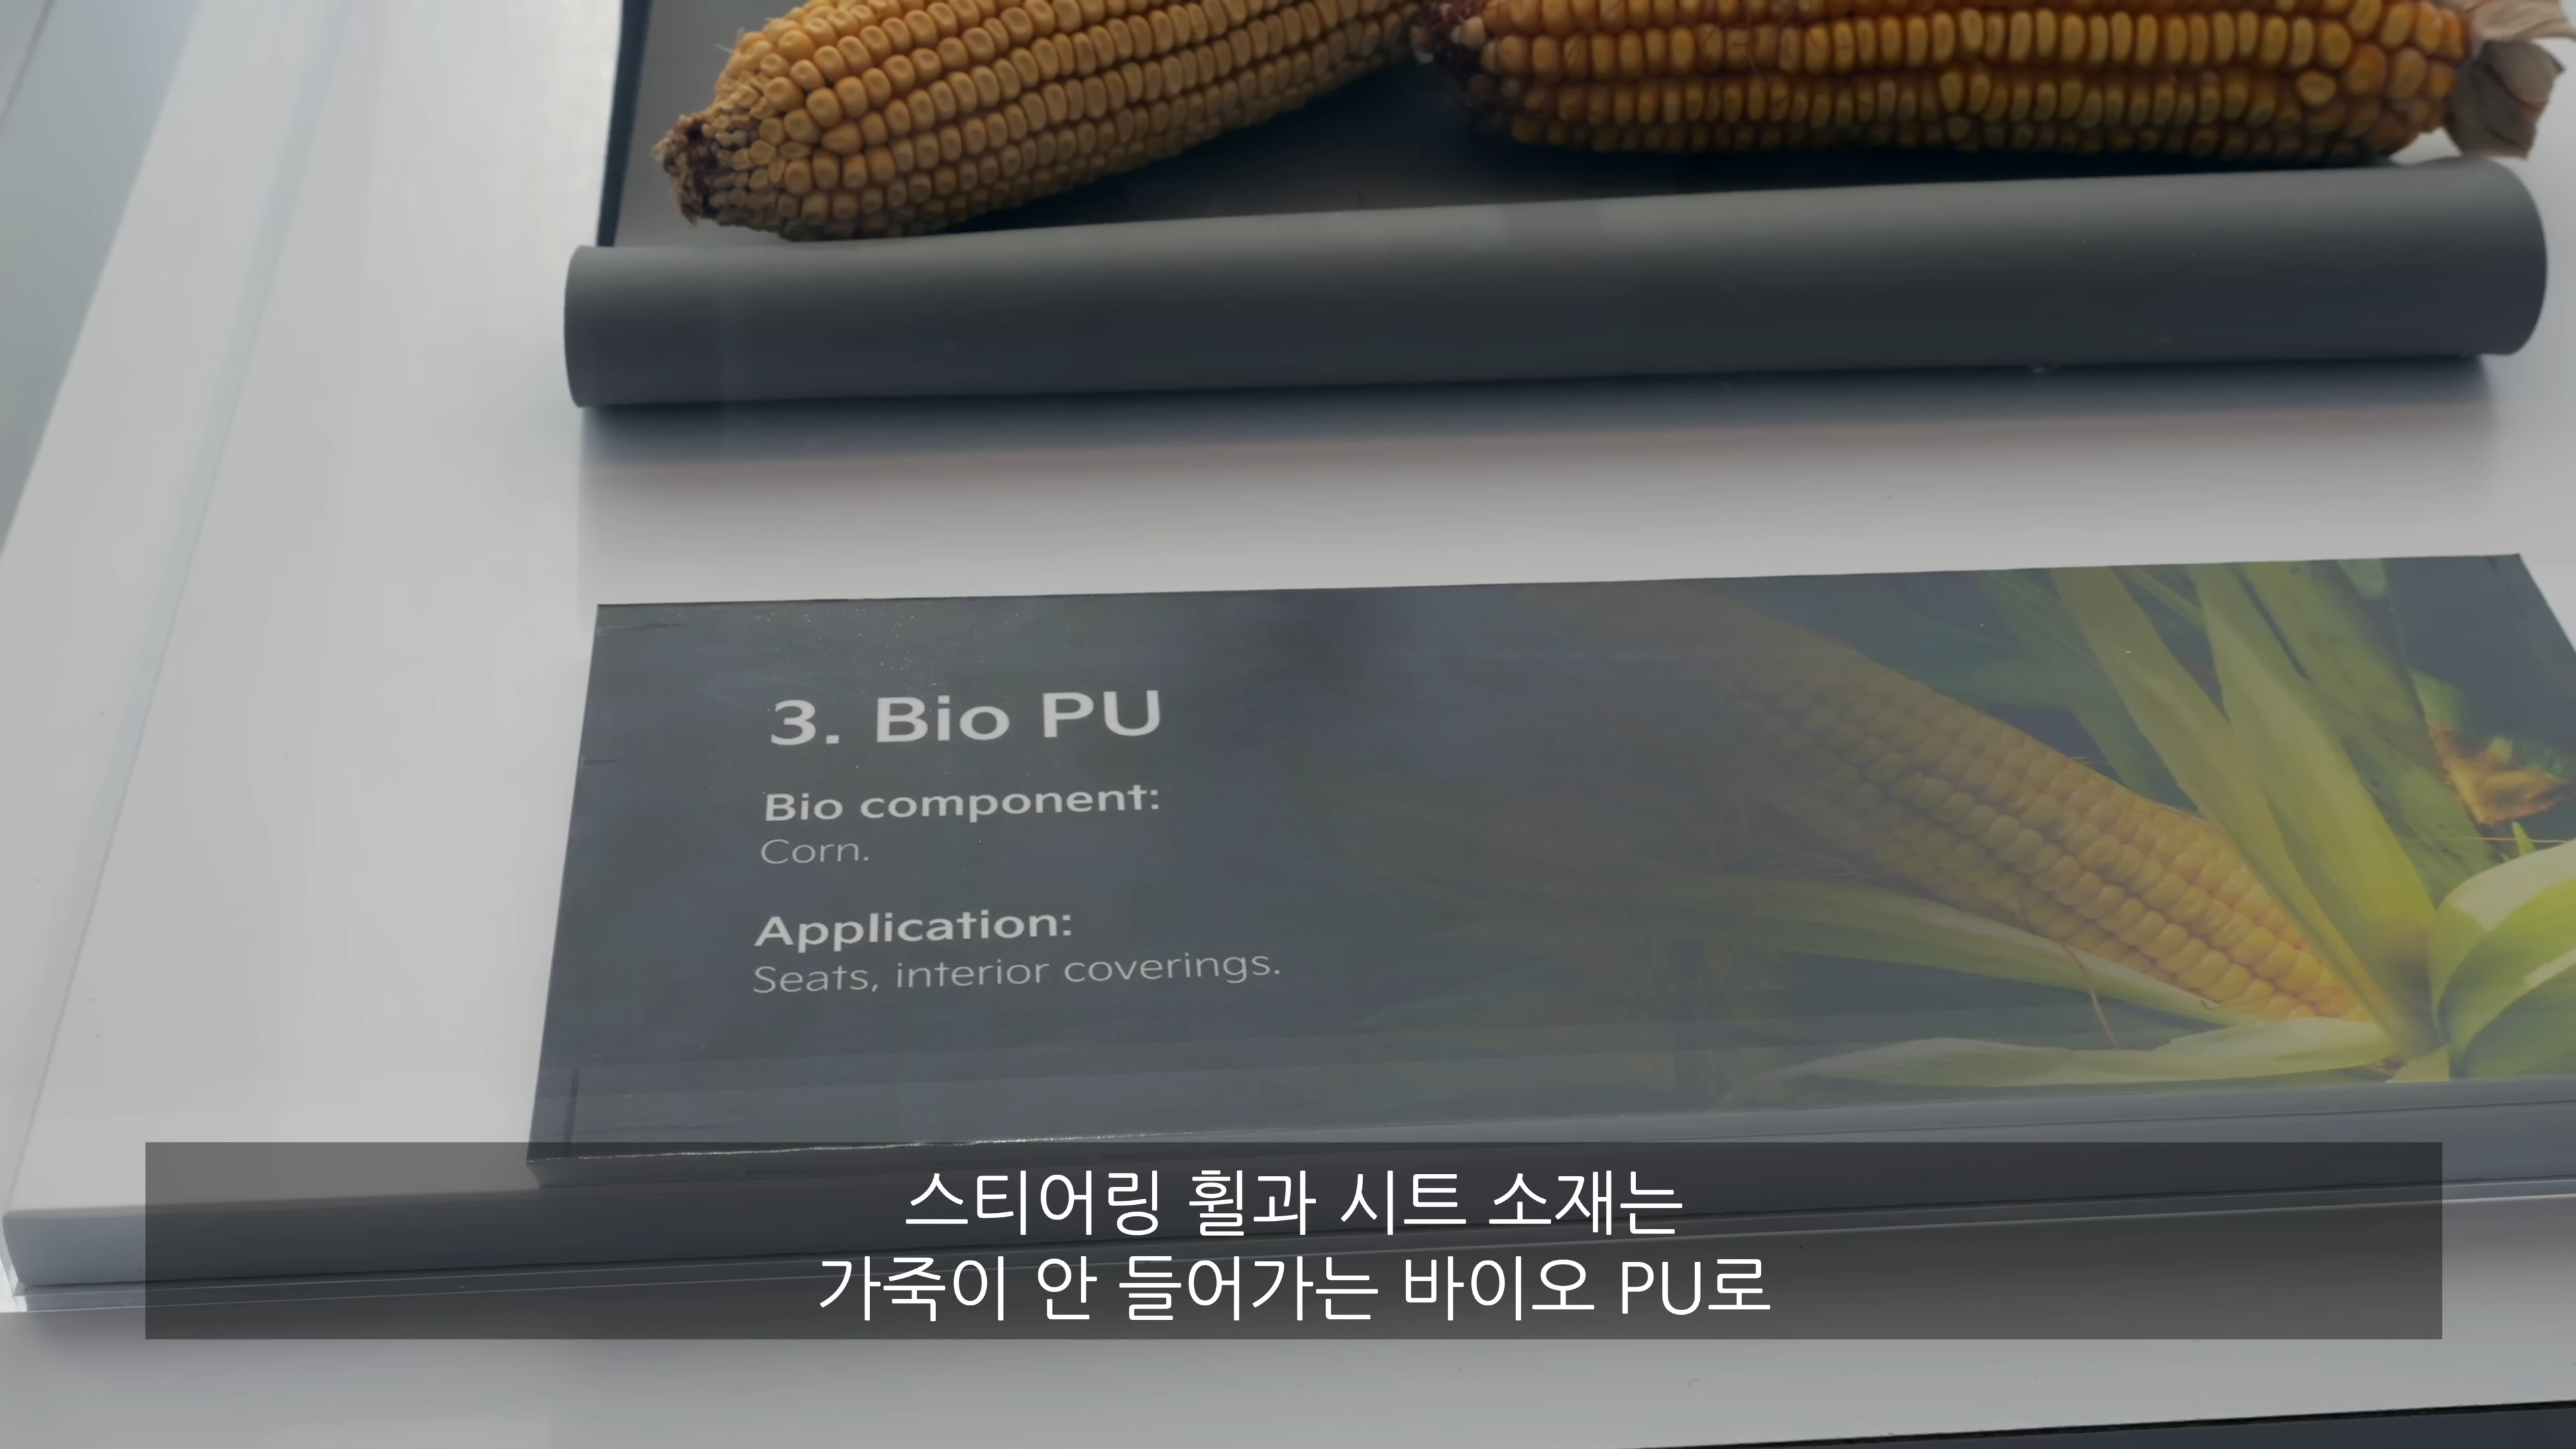 3. Bio PU
Bio component:
Corn.
Application:
Seats, interior coverings.
스티어링 휠과 시트 소재는
가죽이 안 들어가는 바이오 PU로